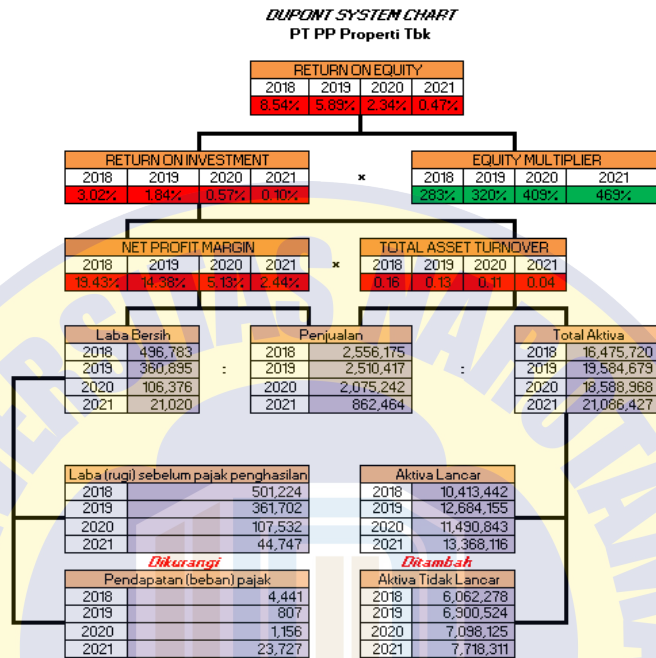 DUPONT SYSTEM CHART
PT PP Properti Tbk
RETURN ON EQUITY
2018 2019 2020 2021
8.54% 5.89% 2.34% 0.47%
RETURN ON INVESTMENT
2018 2019 2020 2021
3.02% 1.84% 0.57% 0.10%
×
EQUITY MULTIPLIER
2018 2019 2020 2021
283% 320% 409% 469%
NET PROFIT MARGIN
2018 2019 2020 2021
19.43% 14.38% 5.13% 2.44%
×
TOTAL ASSET TURNOVER
2018 2019 2020 2021
0.16 0.13 0.11 0.04
Laba Bersih
2018 496,783
2019 360,895
2020 106,376
2021 21,020
:
Penjualan
2018 2,556,175
2019 2,510,417
2020 2,075,242
2021 862,464
:
Total Aktiva
2018 16,475,720
2019 19,584,679
2020 18,588,968
2021 21,086,427
Laba (rugi) sebelum pajak penghasilan
2018 501,224
2019 361,702
2020 107,532
2021 44,747
Dikurangi
Pendapatan (beban) pajak
2018 4,441
2019 807
2020 1,156
2021 23,727
Aktiva Lancar
2018 10,413,442
2019 12,684,155
2020 11,490,843
2021 13,368,116
Ditambah
Aktiva Tidak Lancar
2018 6,062,278
2019 6,900,524
2020 7,098,125
2021 7,718,311